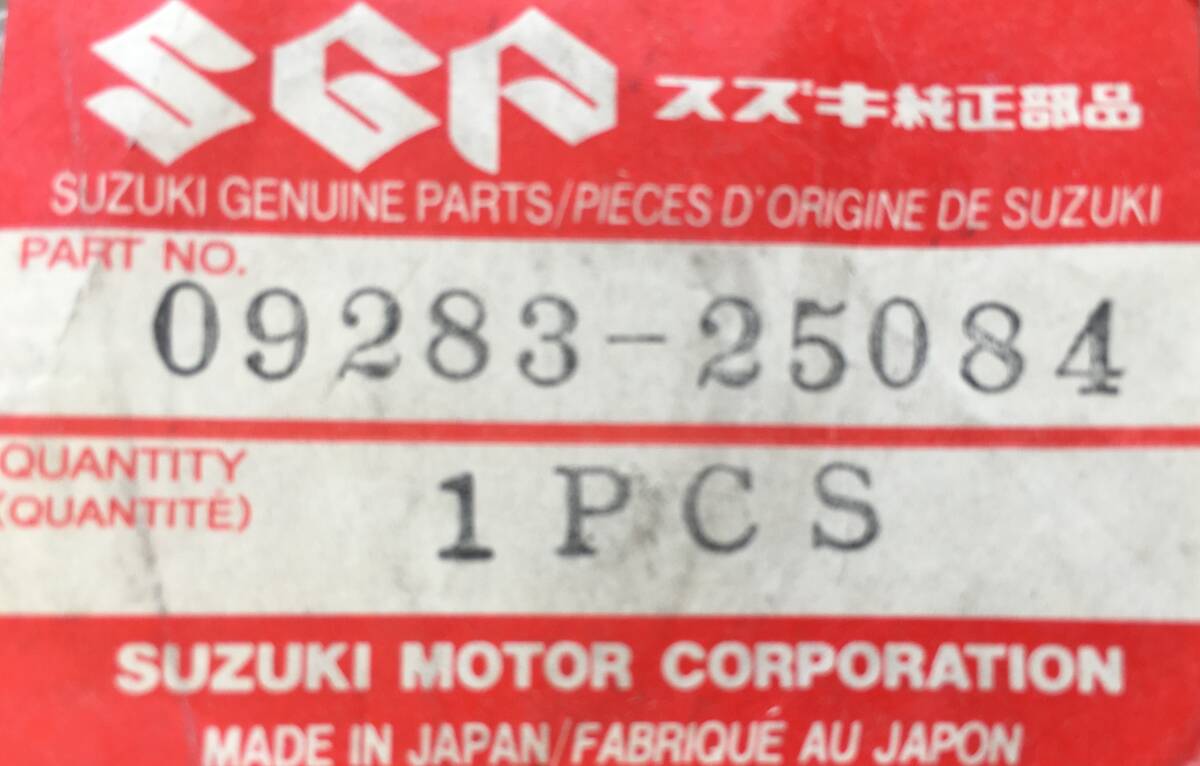 SGP スズキ純正部品
SUZUKI GENUINE PARTS/PIÈCES D'ORIGINE DE SUZUKI
PART NO.
09283-25084
QUANTITY
(QUANTITÉ)
1 PCS
SUZUKI MOTOR CORPORATION
MADE IN JAPAN/FABRIQUÉ AU JAPON